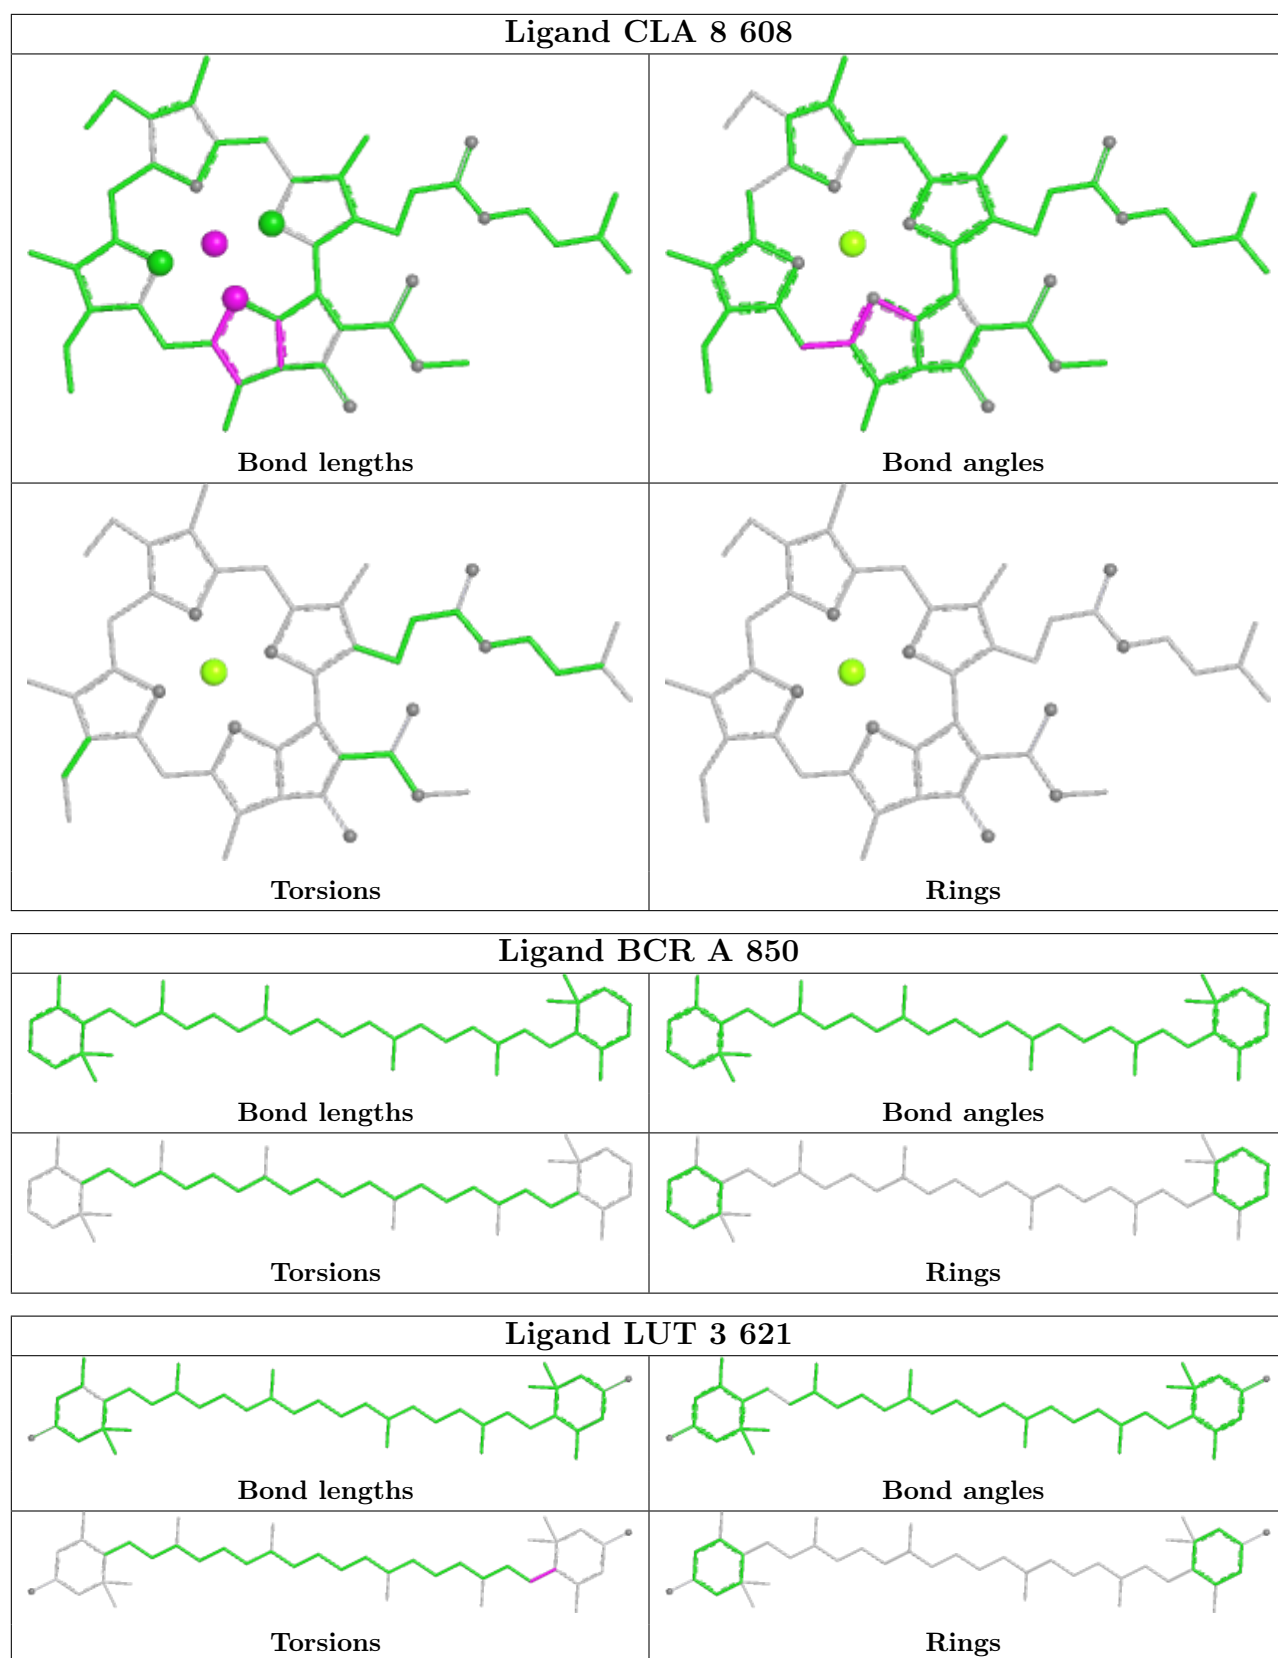 Ligand CLA 8 608
Bond lengths
Bond angles
Torsions
Rings
Ligand BCR A 850
Bond lengths
Bond angles
Torsions
Rings
Ligand LUT 3 621
Bond lengths
Bond angles
Torsions
Rings